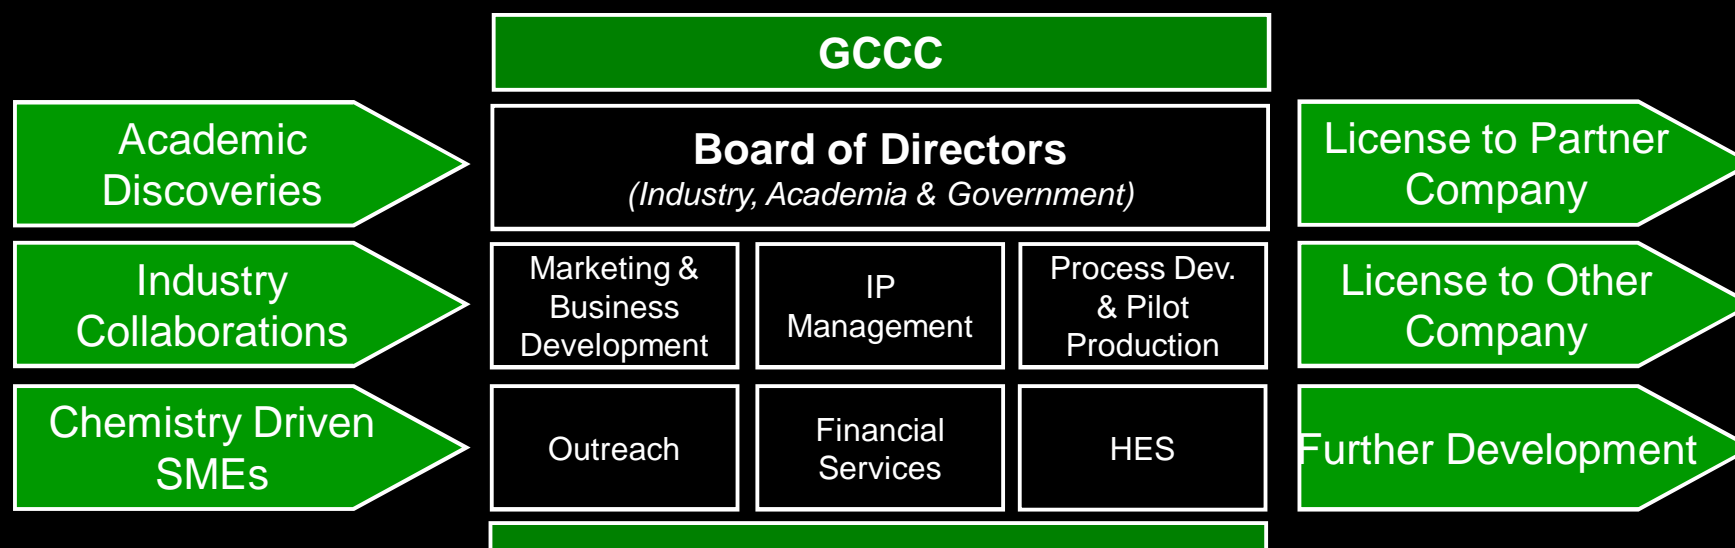 GCCC
Academic
Discoveries
Board of Directors
(Industry, Academia & Government)
License to Partner
Company
Industry
Collaborations
Marketing &
Business
Development
IP
Management
Process Dev.
& Pilot
Production
License to Other
Company
Chemistry Driven
SMEs
Outreach
Financial
Services
HES
Further Development